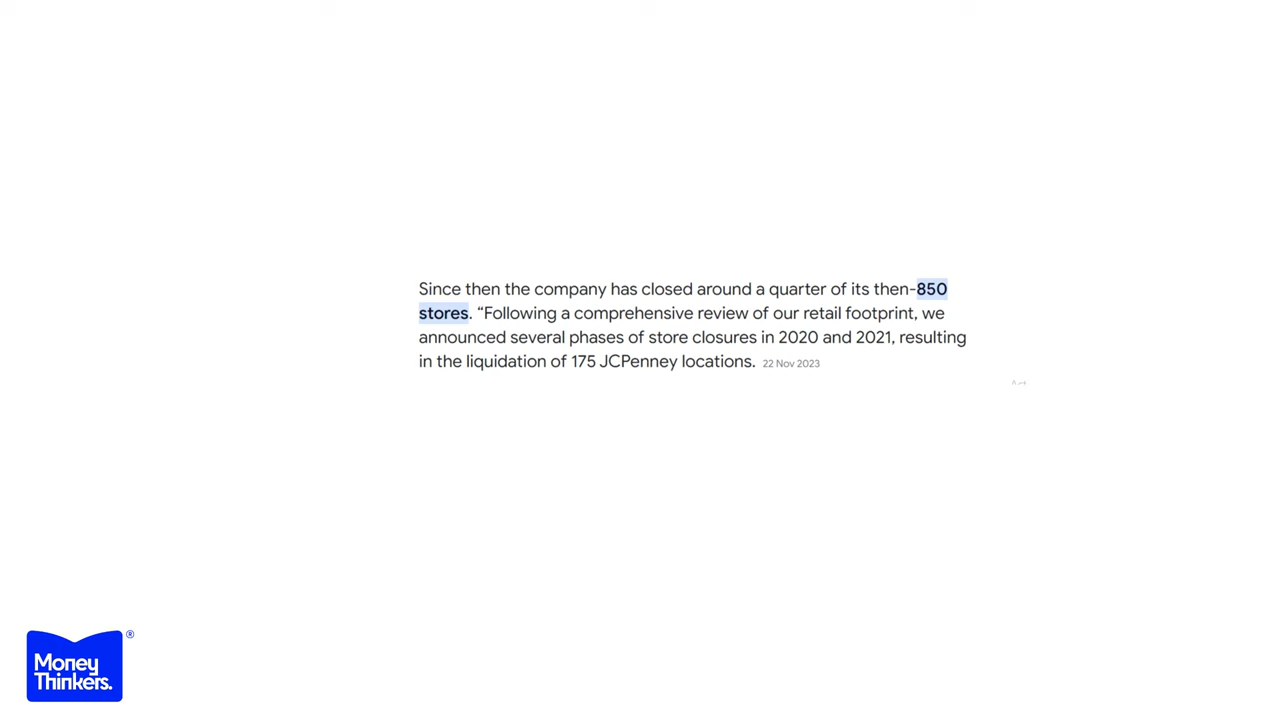 Since then the company has closed around a quarter of its then-850
stores. “Following a comprehensive review of our retail footprint, we
announced several phases of store closures in 2020 and 2021, resulting
in the liquidation of 175 JCPenney locations. 22 Nov 2023
Money
Thinkers.
®